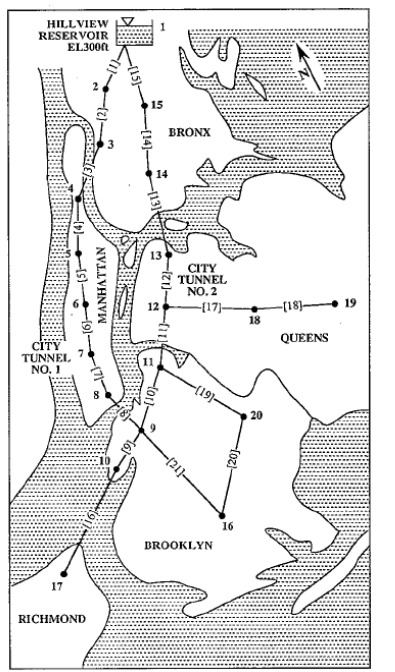 HILLVIEW
RESERVOIR
EL300ft
1
[1]
[15]
2
15
[2]
BRONX
3
[14]
[3]
14
4
[13]
[4]
5
13
CITY
TUNNEL
NO. 2
[12]
[5]
MANHATTAN
6
12
[17]
18
[18]
19
[6]
[11]
QUEENS
CITY
TUNNEL
NO. 1
7
11
[7]
[10]
[19]
8
[8]
20
9
[9]
10
[21]
[20]
[16]
16
BROOKLYN
17
RICHMOND
N